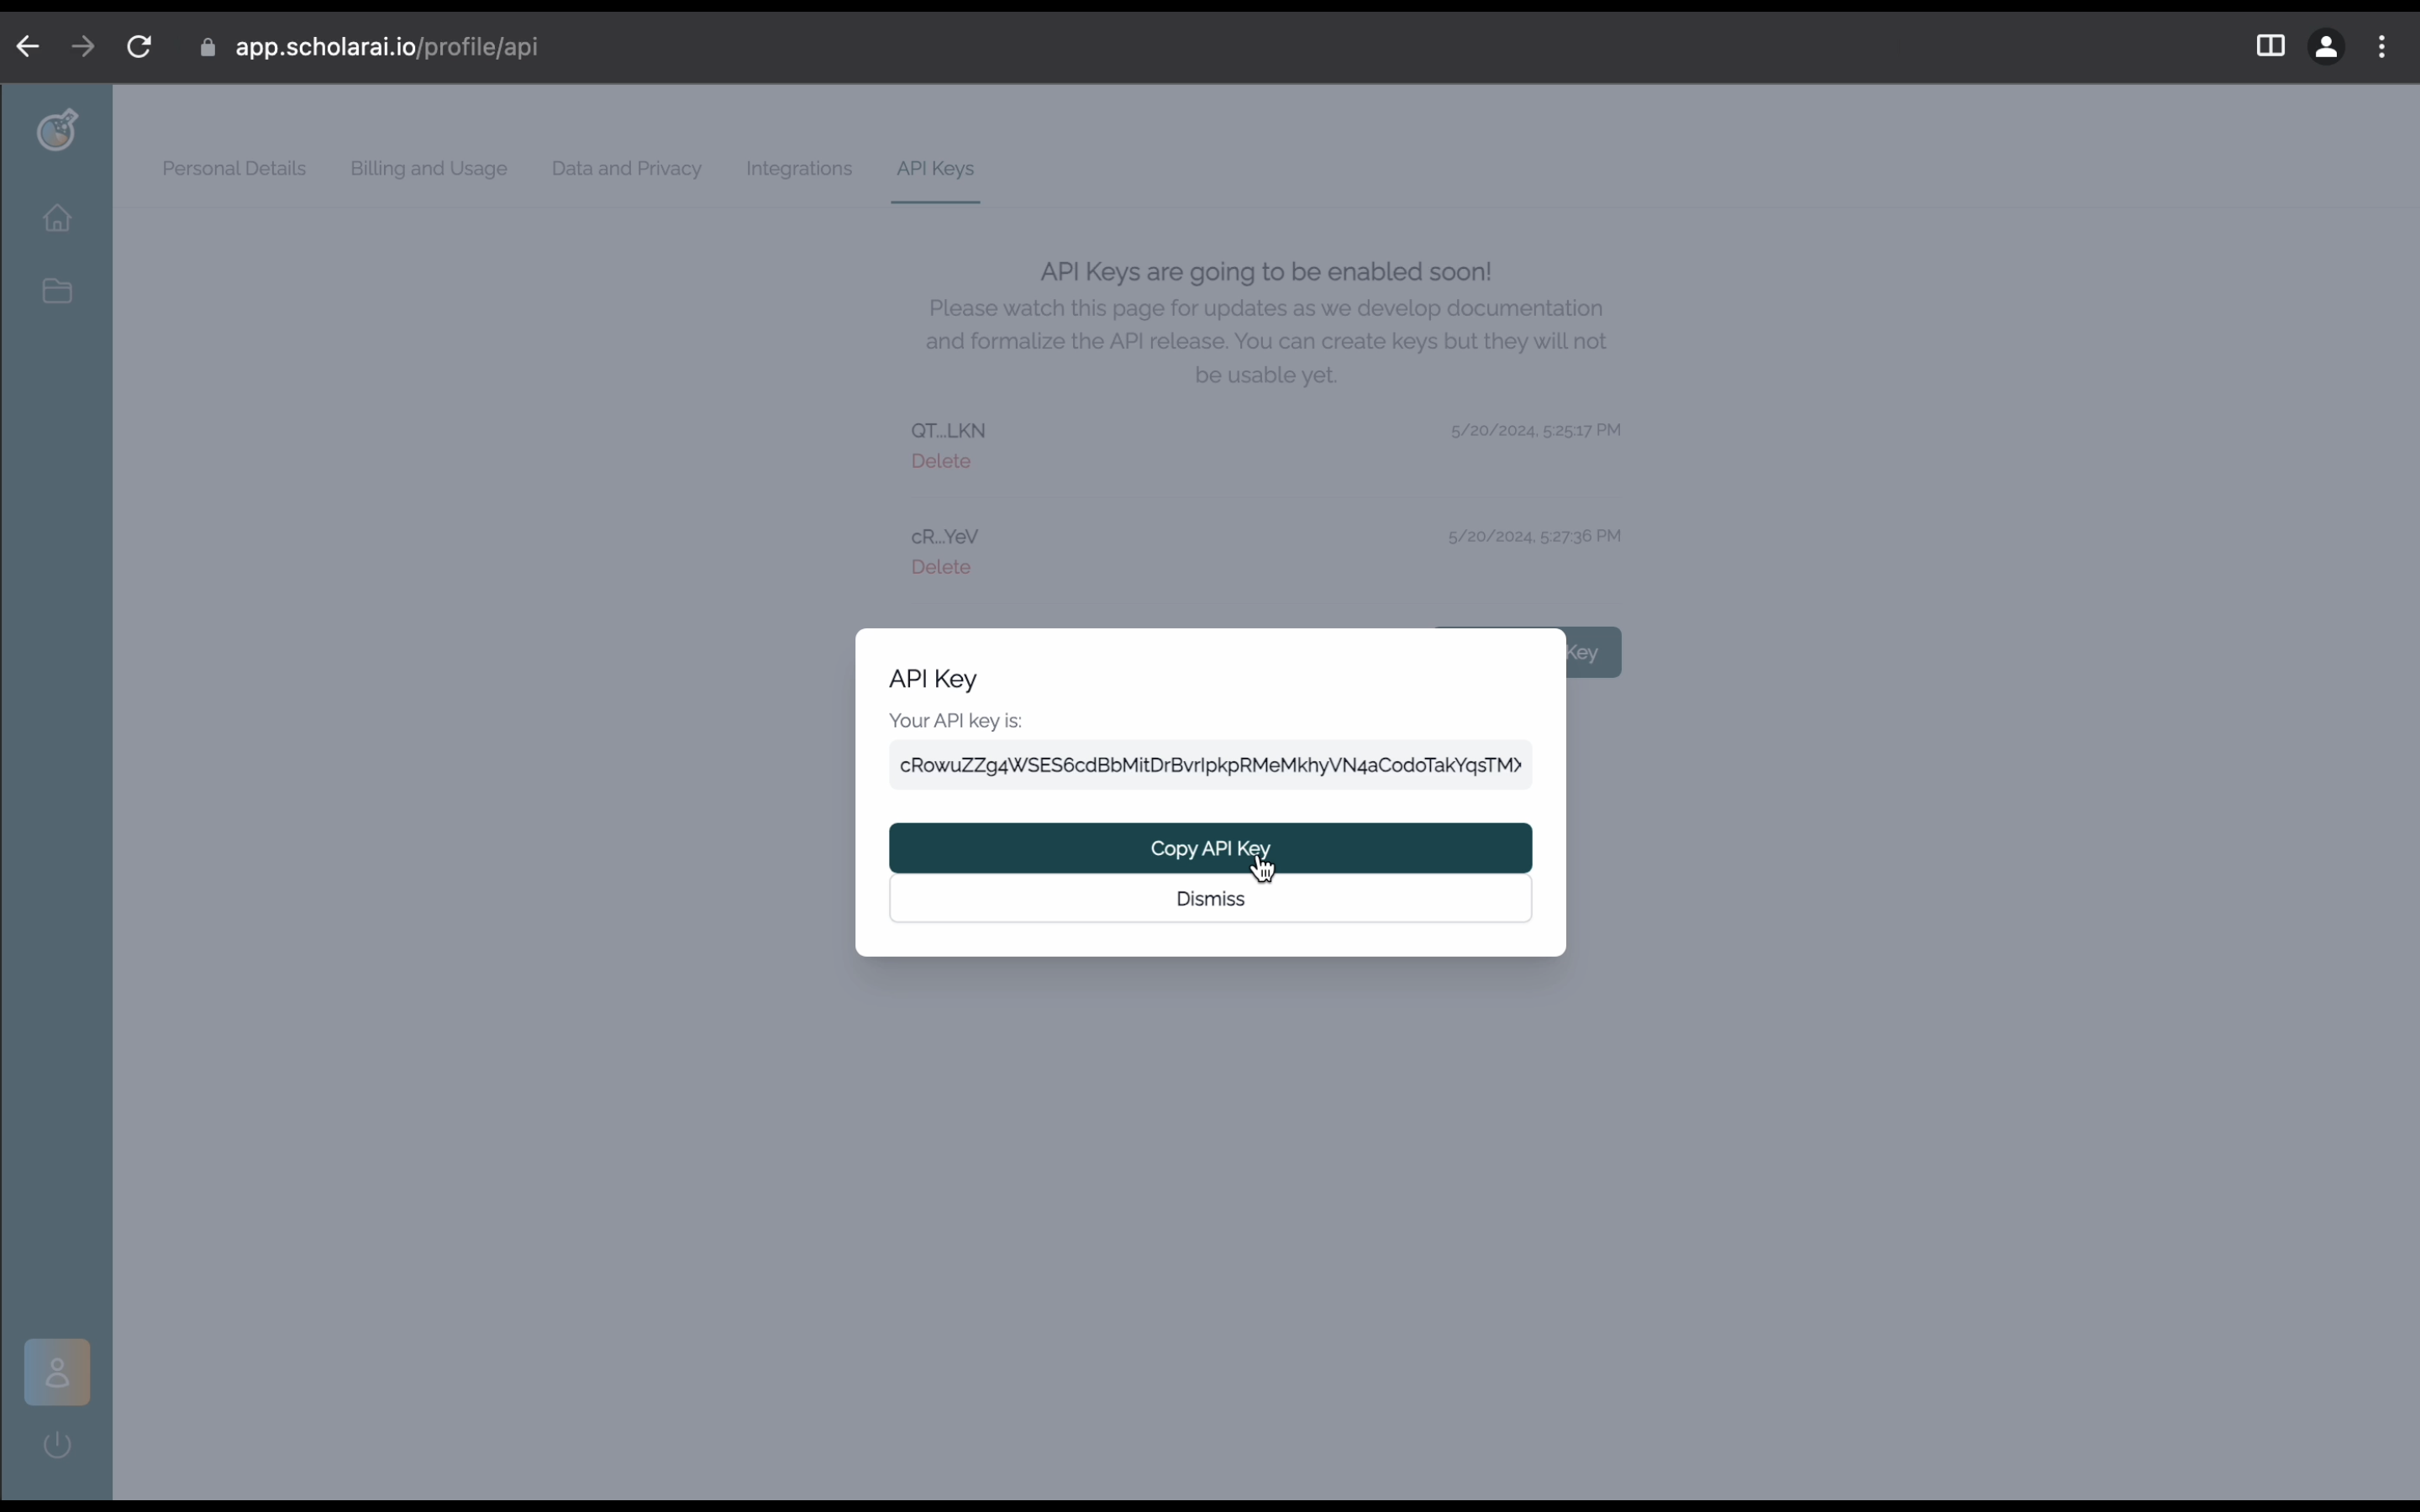 app.scholarai.io/profile/api
Personal Details
Billing and Usage
Data and Privacy
Integrations
API Keys
API Keys are going to be enabled soon!
Please watch this page for updates as we develop documentation
and formalize the API release. You can create keys but they will not
be usable yet.
QT...LKN
5/20/2024, 5:25:17 PM
Delete
cR...YeV
5/20/2024, 5:27:36 PM
Delete
Key
API Key
Your API key is:
cRowuZZg4WSES6cdBbMitDrBvrIpkpRMeMkhyVN4aCodoTakYqsTMX
Copy API Key
Dismiss